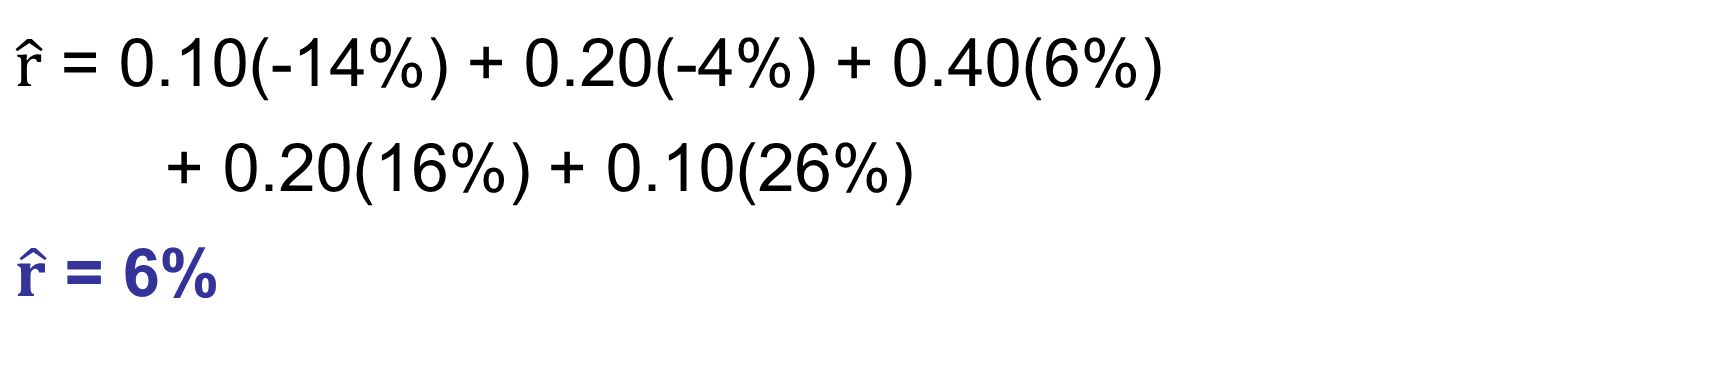 r̂ = 0.10(-14%) + 0.20(-4%) + 0.40(6%)
+ 0.20(16%) + 0.10(26%)
r̂ = 6%